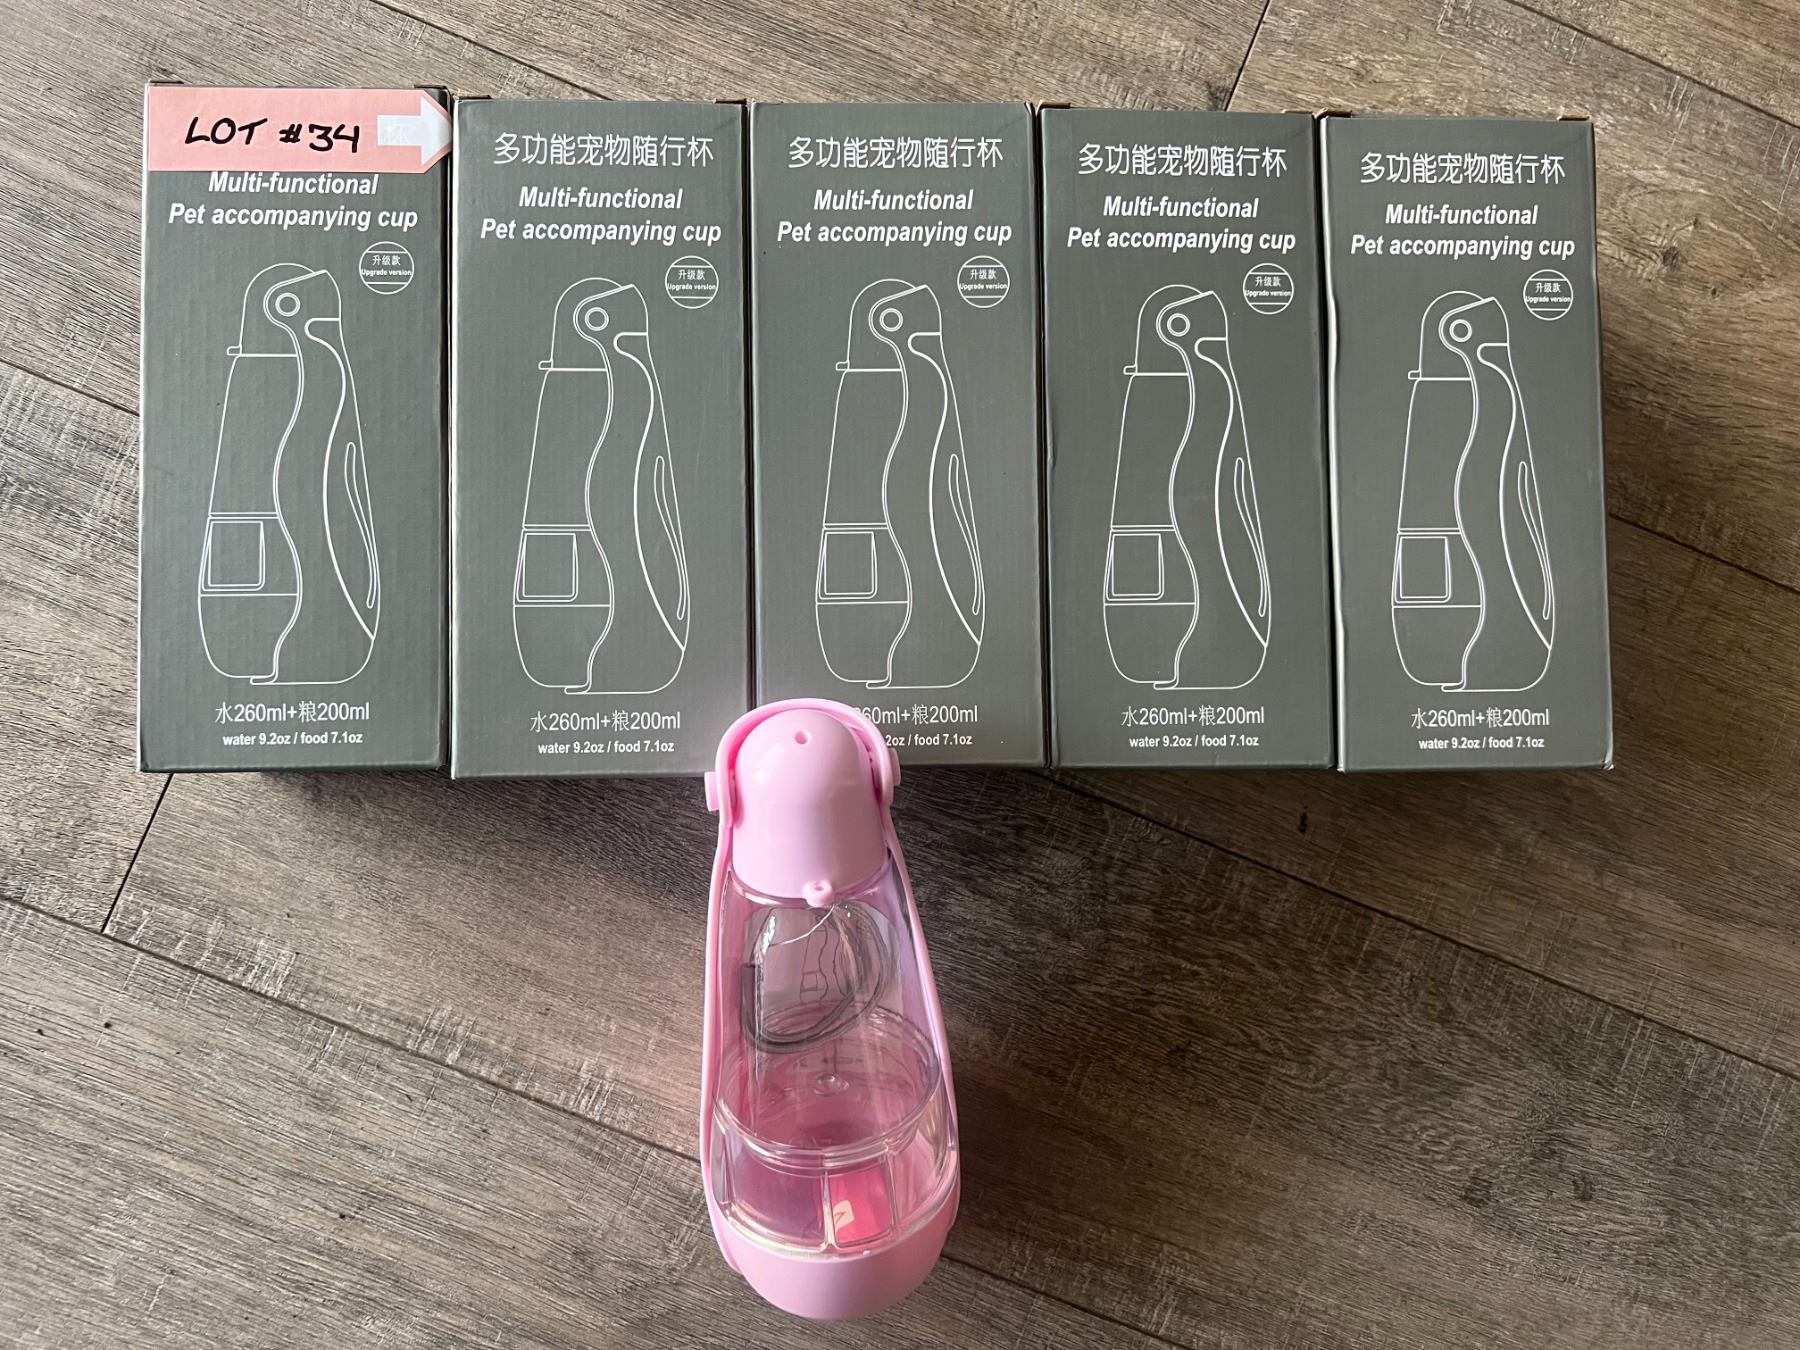 LOT #34
Multi-functional
Pet accompanying cup
升级款
Upgrade version
水260ml+粮200ml
water 9.2oz / food 7.1oz
多功能宠物随行杯
Multi-functional
Pet accompanying cup
升级款
Upgrade version
水260ml+粮200ml
water 9.2oz / food 7.1oz
多功能宠物随行杯
Multi-functional
Pet accompanying cup
升级款
Upgrade version
60ml+粮200ml
2oz / food 7.1oz
多功能宠物随行杯
Multi-functional
Pet accompanying cup
升级款
Upgrade version
水260ml+粮200ml
water 9.2oz / food 7.1oz
多功能宠物随行杯
Multi-functional
Pet accompanying cup
升级款
Upgrade version
水260ml+粮200ml
water 9.2oz / food 7.1oz